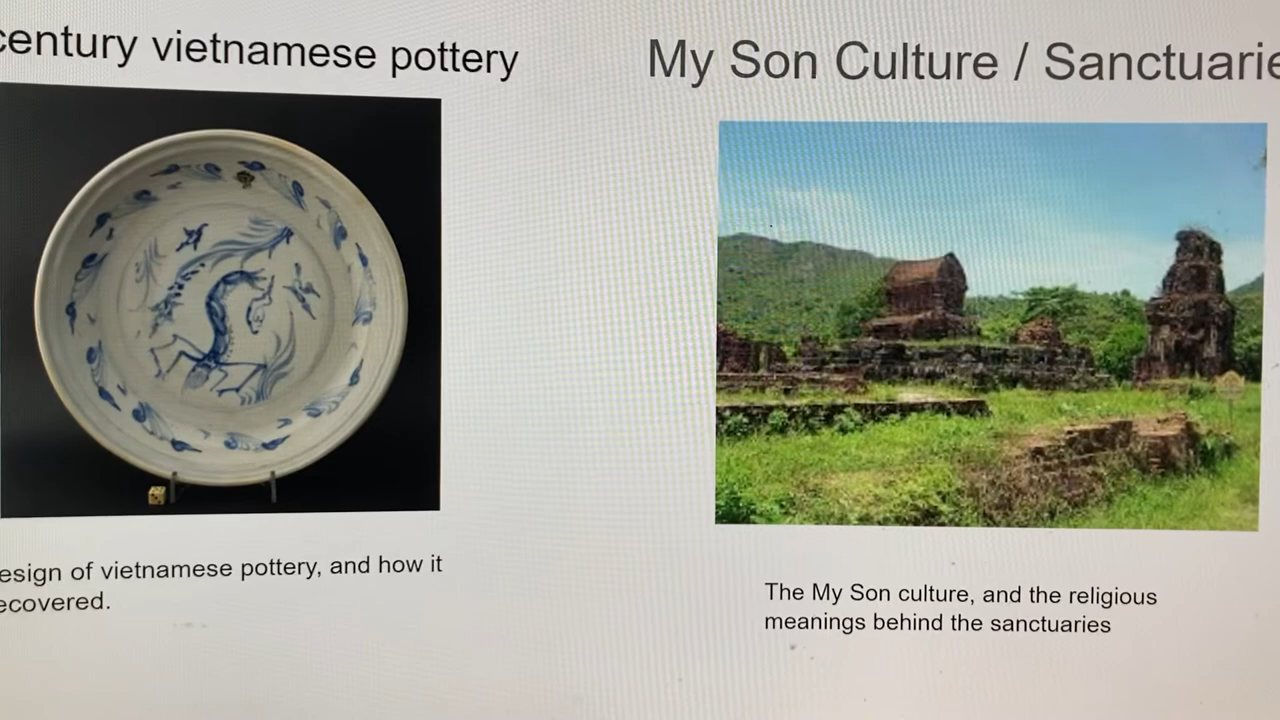 century vietnamese pottery
My Son Culture / Sanctuarie
esign of vietnamese pottery, and how it
ecovered.
The My Son culture, and the religious
meanings behind the sanctuaries